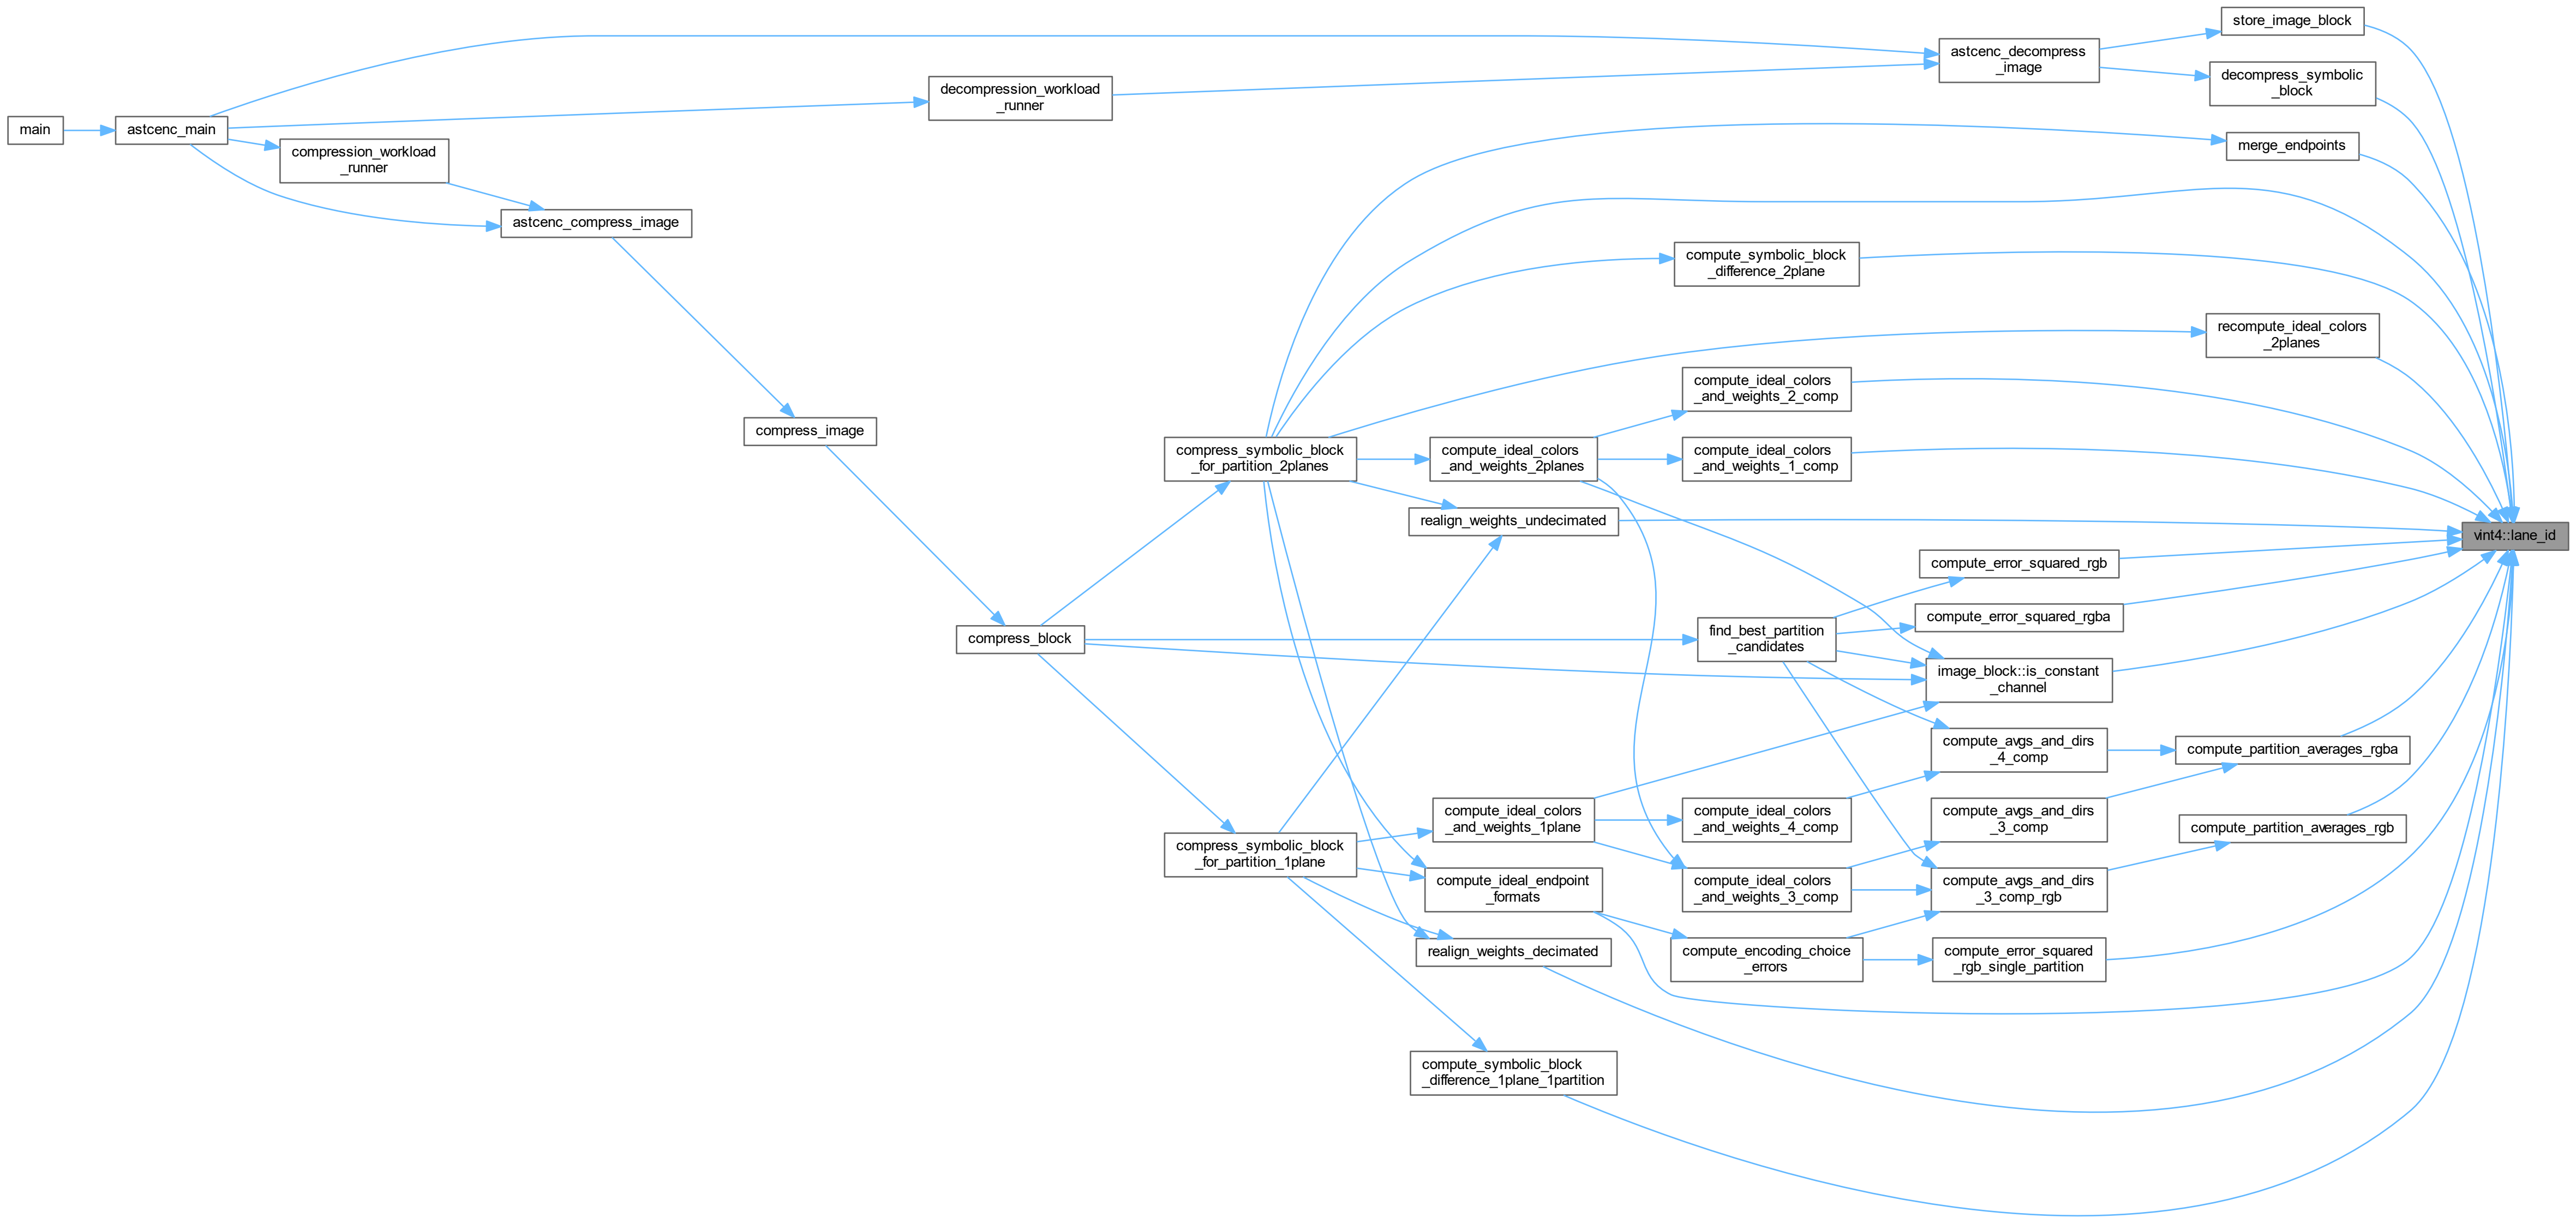 main
astcenc_main
compression_workload
_runner
astcenc_compress_image
compress_image
decompression_workload
_runner
compress_block
compress_symbolic_block
_for_partition_2planes
compress_symbolic_block
_for_partition_1plane
compute_ideal_colors
_and_weights_2planes
realign_weights_undecimated
compute_ideal_colors
_and_weights_1plane
compute_ideal_endpoint
_formats
realign_weights_decimated
compute_symbolic_block
_difference_1plane_1partition
compute_symbolic_block
_difference_2plane
compute_ideal_colors
_and_weights_2_comp
compute_ideal_colors
_and_weights_1_comp
find_best_partition
_candidates
compute_ideal_colors
_and_weights_4_comp
compute_ideal_colors
_and_weights_3_comp
compute_encoding_choice
_errors
astcenc_decompress
_image
compute_error_squared_rgb
compute_error_squared_rgba
image_block::is_constant
_channel
compute_avgs_and_dirs
_4_comp
compute_avgs_and_dirs
_3_comp
compute_avgs_and_dirs
_3_comp_rgb
compute_error_squared
_rgb_single_partition
store_image_block
decompress_symbolic
_block
merge_endpoints
recompute_ideal_colors
_2planes
compute_partition_averages_rgba
compute_partition_averages_rgb
vint4::lane_id